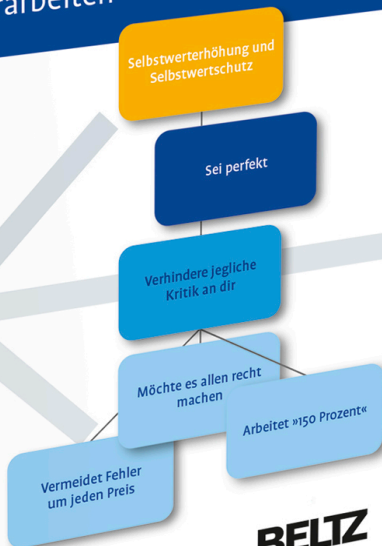 Selbstwerterhöhung und
Selbstwertschutz
Sei perfekt
Verhindere jegliche
Kritik an dir
Möchte es allen recht
machen
Arbeitet »150 Prozent«
Vermeidet Fehler
um jeden Preis
BELTZ